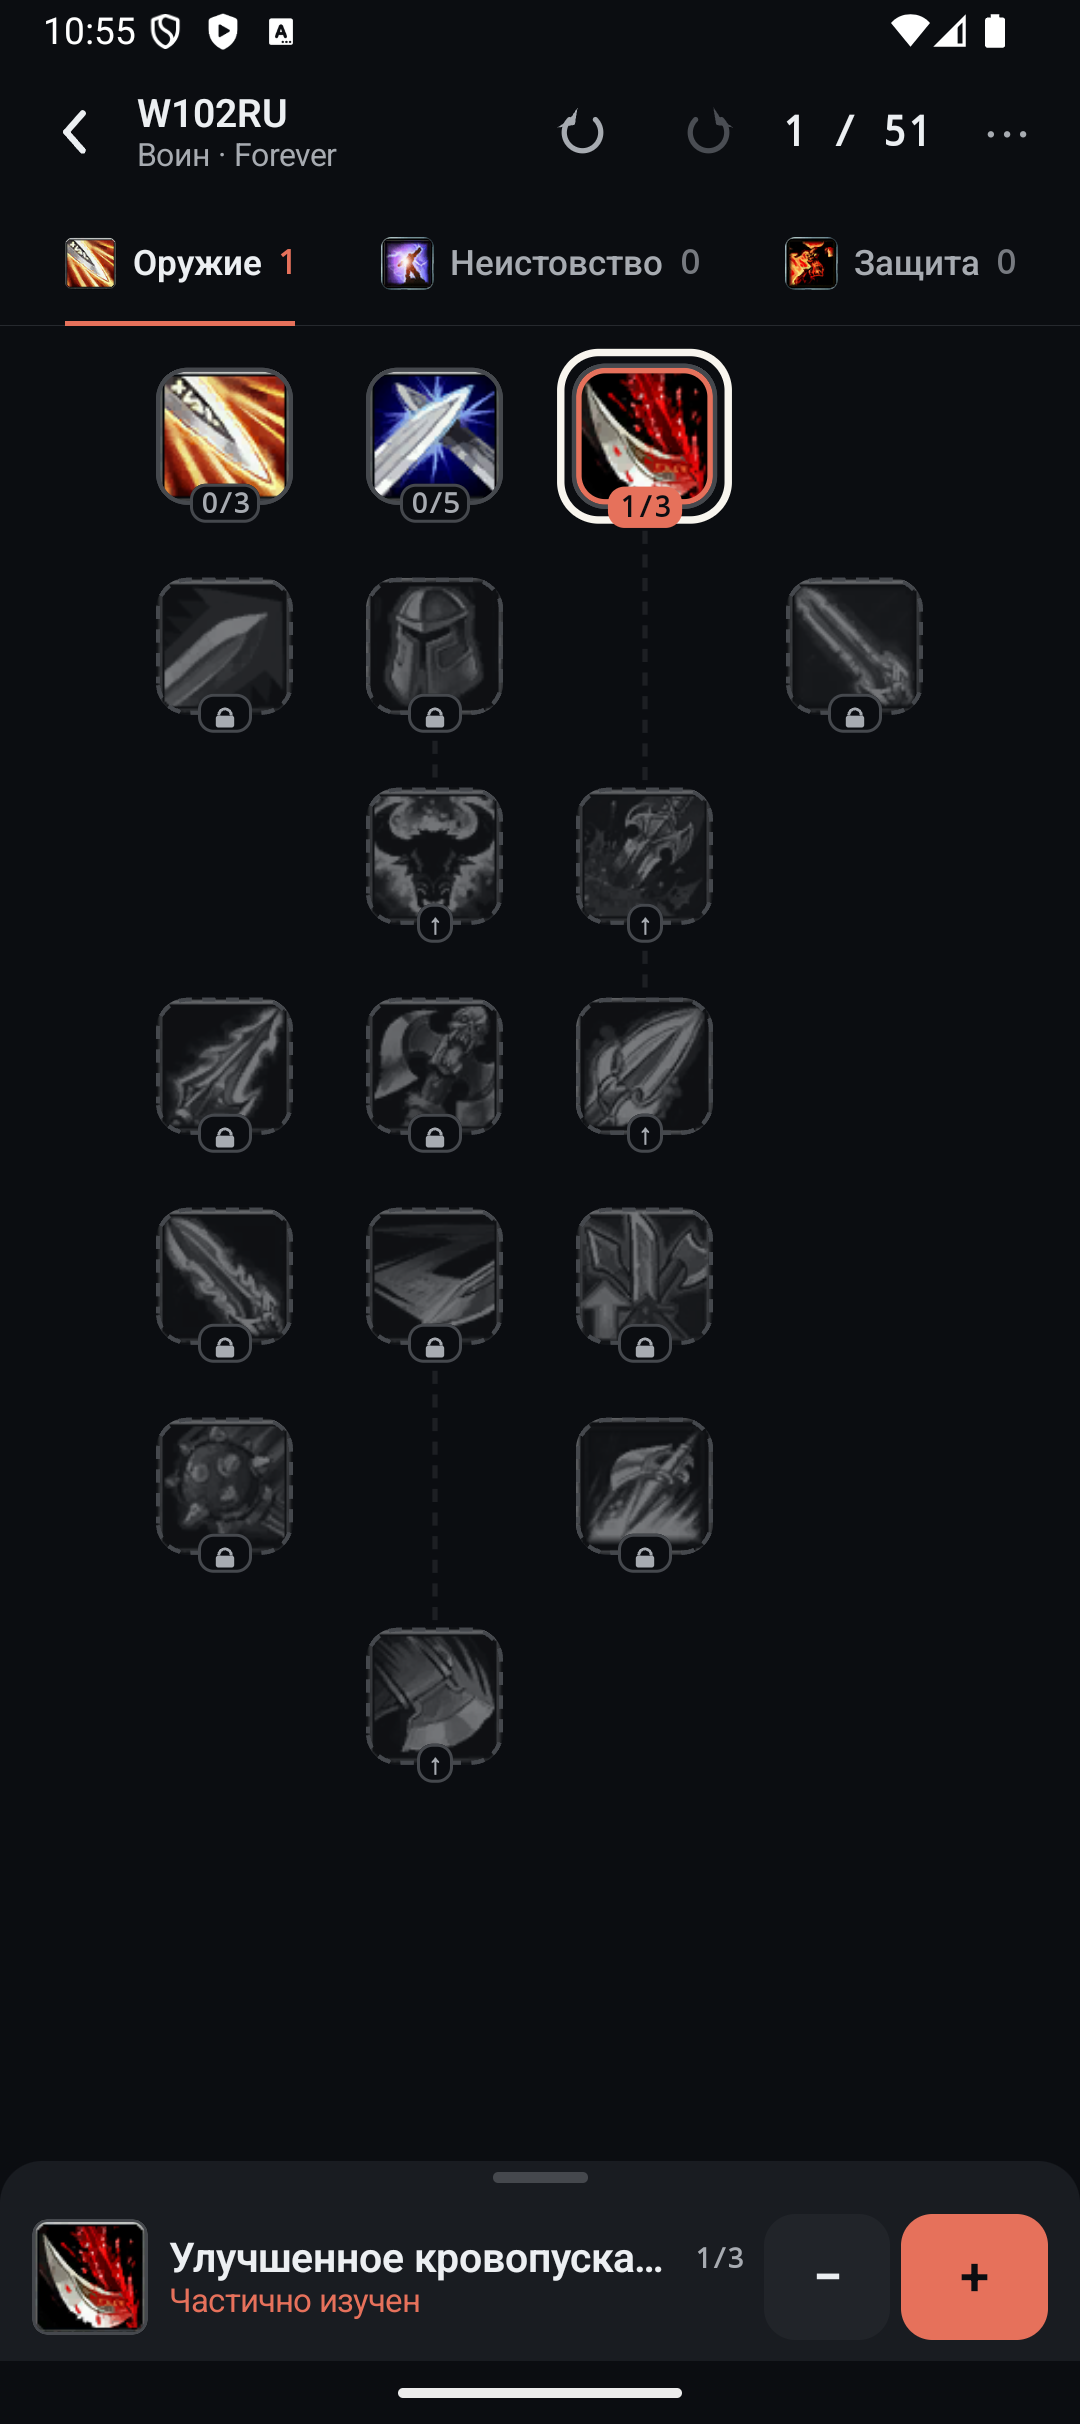 10:55
W102RU
Воин · Forever
1 / 51
...
Оружие 1
Неистовство 0
Защита 0
0/3
0/5
1/3
↑
↑
↑
↑
Улучшенное кровопуска...
1/3
Частично изучен
−
+